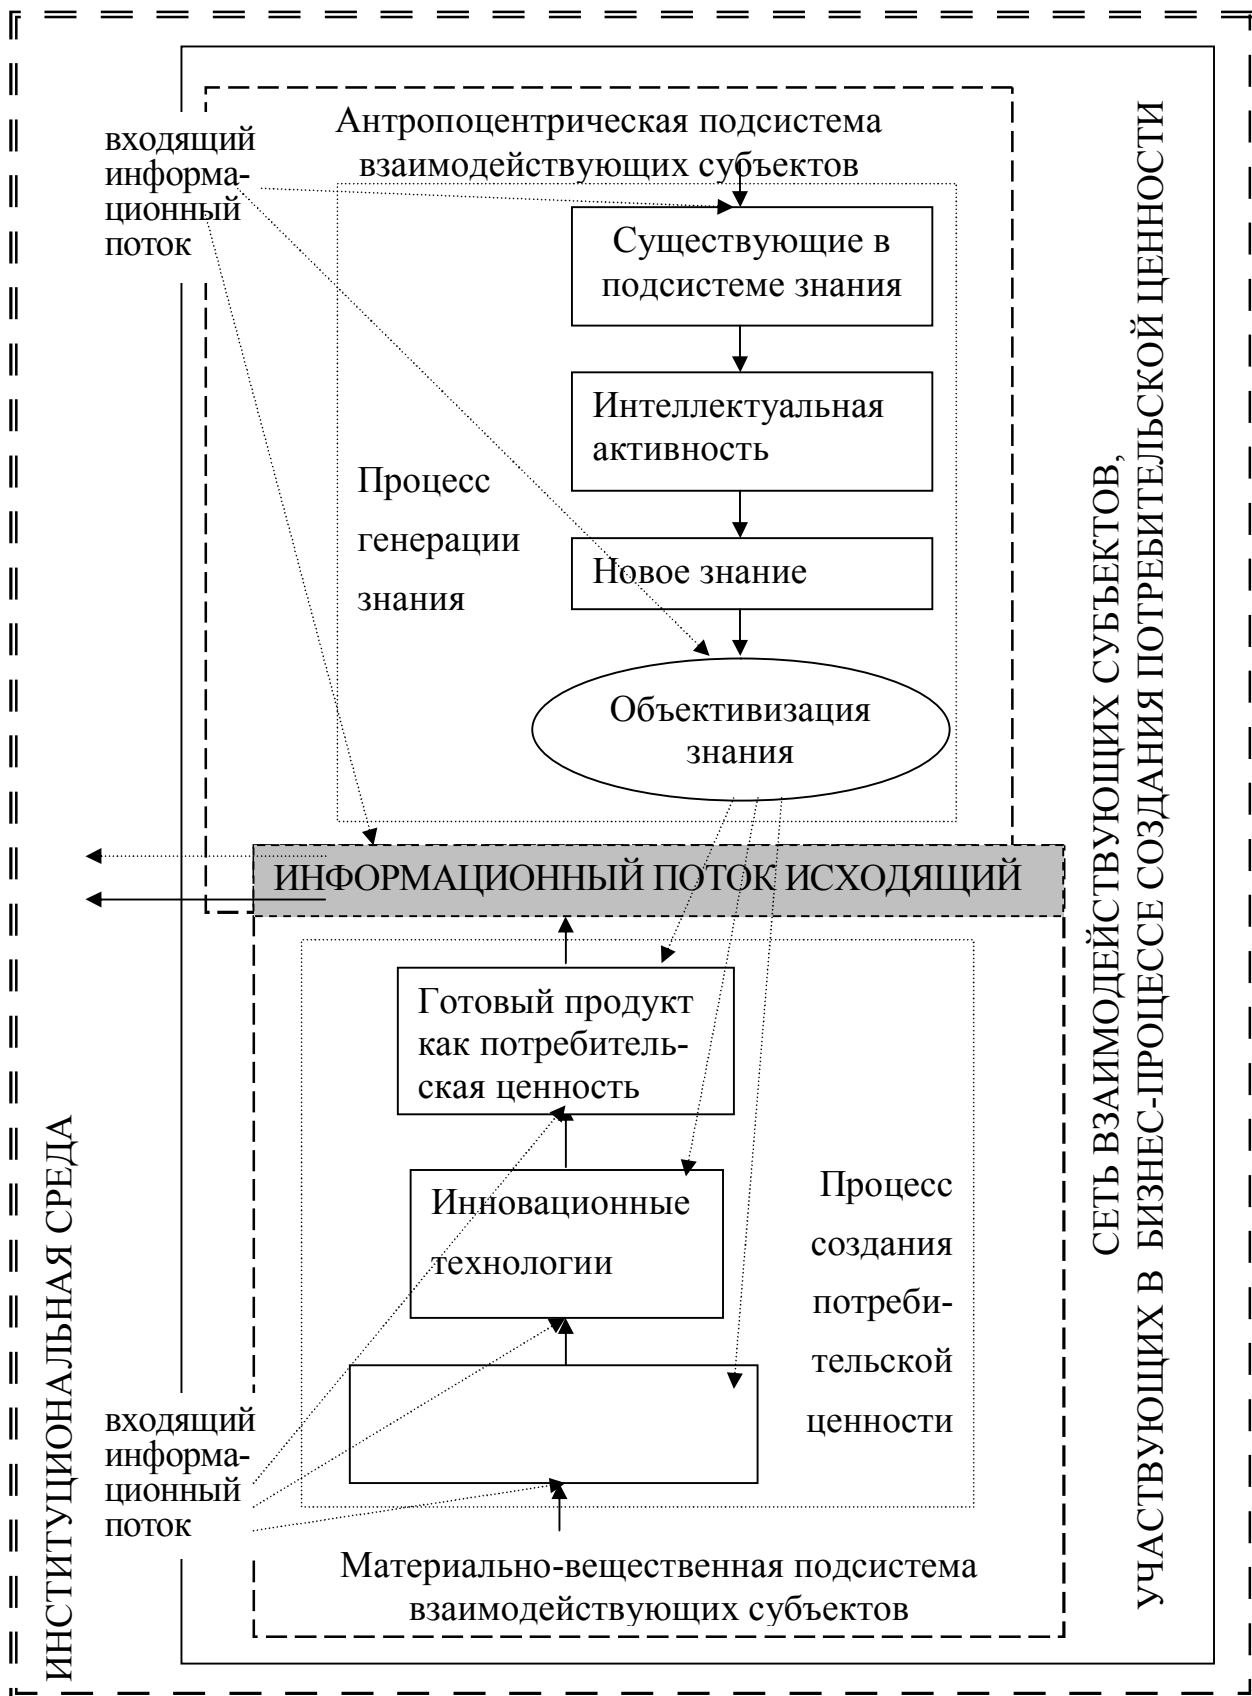 Антропоцентрическая подсистема
взаимодействующих субъектов
входящий
информа-
ционный
поток
Существующие в
подсистеме знания
Интеллектуальная
активность
Процесс
генерации
знания
Новое знание
Объективизация
знания
ИНФОРМАЦИОННЫЙ ПОТОК ИСХОДЯЩИЙ
Готовый продукт
как потребитель-
ская ценность
Инновационные
технологии
Процесс
создания
потреби-
тельской
ценности
входящий
информа-
ционный
поток
Материально-вещественная подсистема
взаимодействующих субъектов
ИНСТИТУЦИОНАЛЬНАЯ СРЕДА
СЕТЬ ВЗАИМОДЕЙСТВУЮЩИХ СУБЪЕКТОВ,
УЧАСТВУЮЩИХ В БИЗНЕС-ПРОЦЕССЕ СОЗДАНИЯ ПОТРЕБИТЕЛЬСКОЙ ЦЕННОСТИ